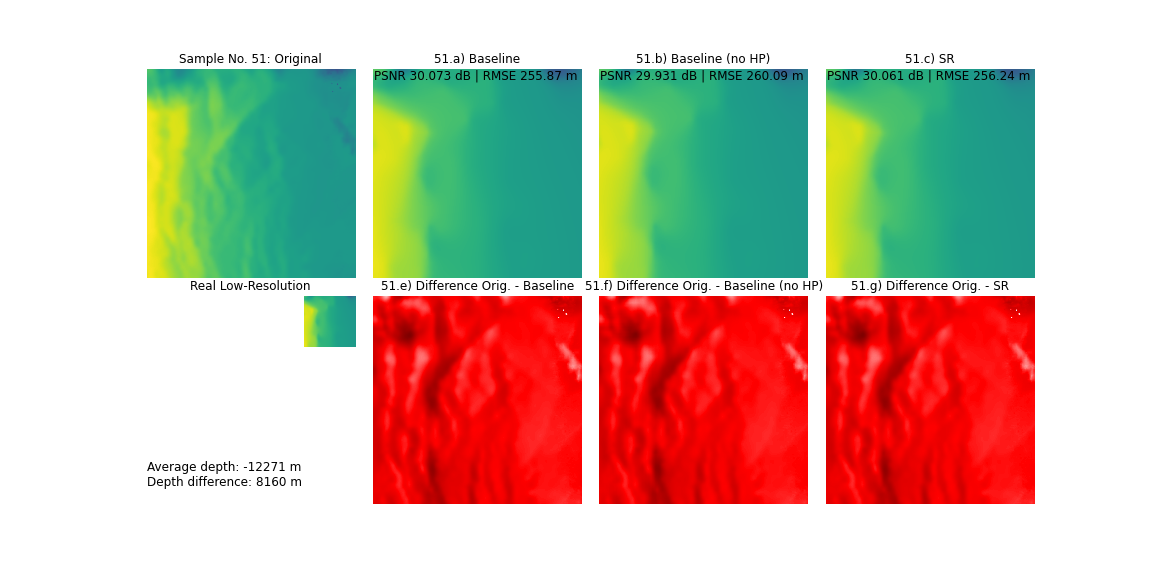 Sample No. 51: Original
51.a) Baseline
51.b) Baseline (no HP)
51.c) SR
PSNR 30.073 dB | RMSE 255.87 m
PSNR 29.931 dB | RMSE 260.09 m
PSNR 30.061 dB | RMSE 256.24 m
Real Low-Resolution
51.e) Difference Orig. - Baseline
51.f) Difference Orig. - Baseline (no HP)
51.g) Difference Orig. - SR
Average depth: -12271 m
Depth difference: 8160 m